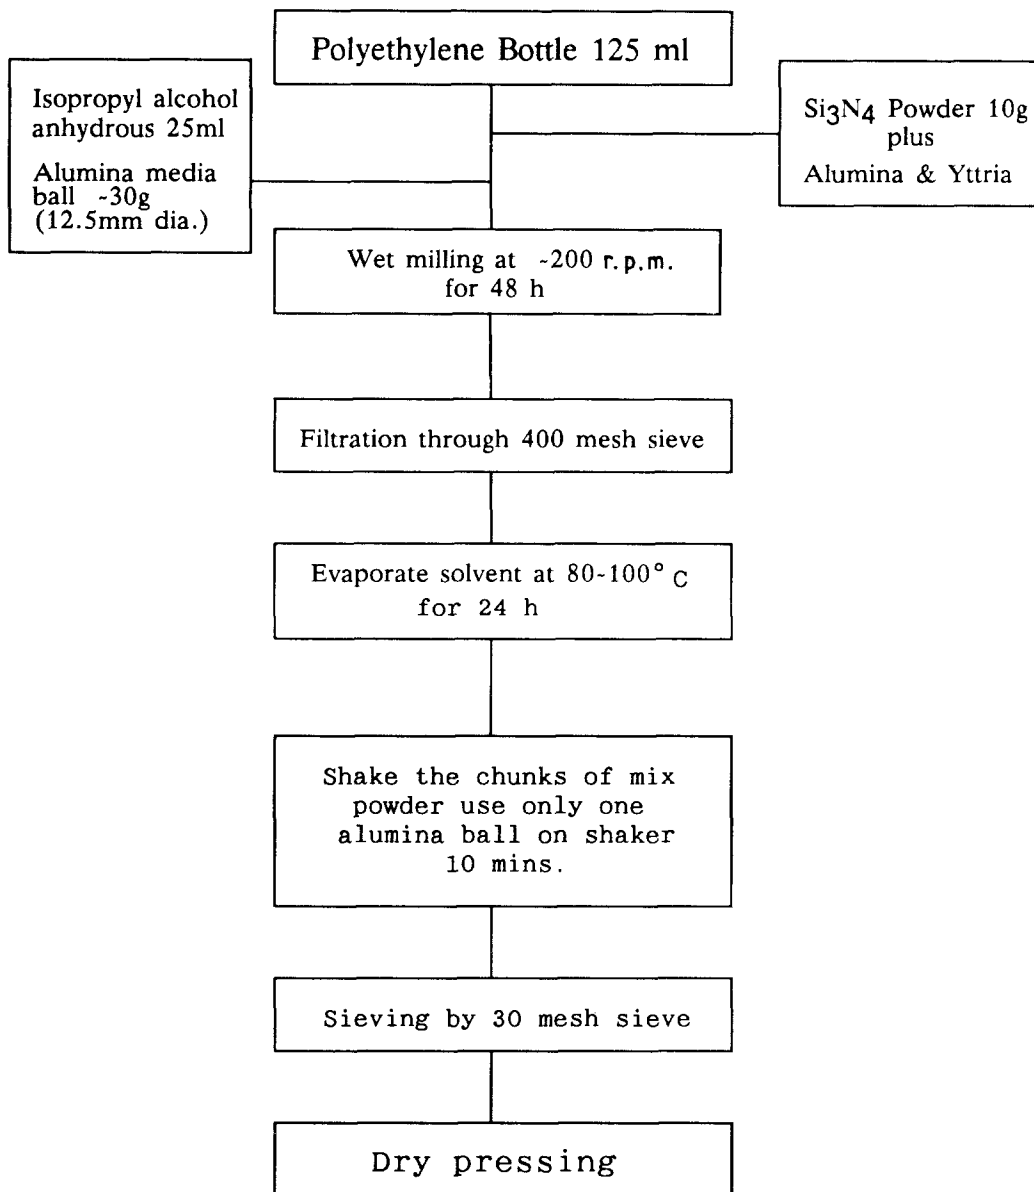 Polyethylene Bottle 125 ml
Isopropyl alcohol
anhydrous 25ml
Alumina media
ball ~30g
(12.5mm dia.)
Si₃N₄ Powder 10g
plus
Alumina & Yttria
Wet milling at ~200 r.p.m.
for 48 h
Filtration through 400 mesh sieve
Evaporate solvent at 80~100° C
for 24 h
Shake the chunks of mix
powder use only one
alumina ball on shaker
10 mins.
Sieving by 30 mesh sieve
Dry pressing